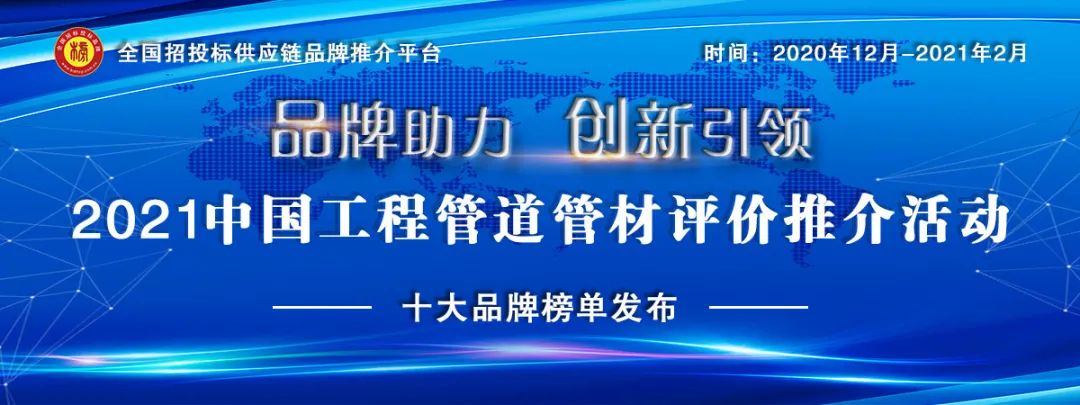 榜
全国招投标供应链品牌推介平台
时间：2020年12月-2021年2月
品牌助力 创新引领
2021中国工程管道管材评价推介活动
十大品牌榜单发布